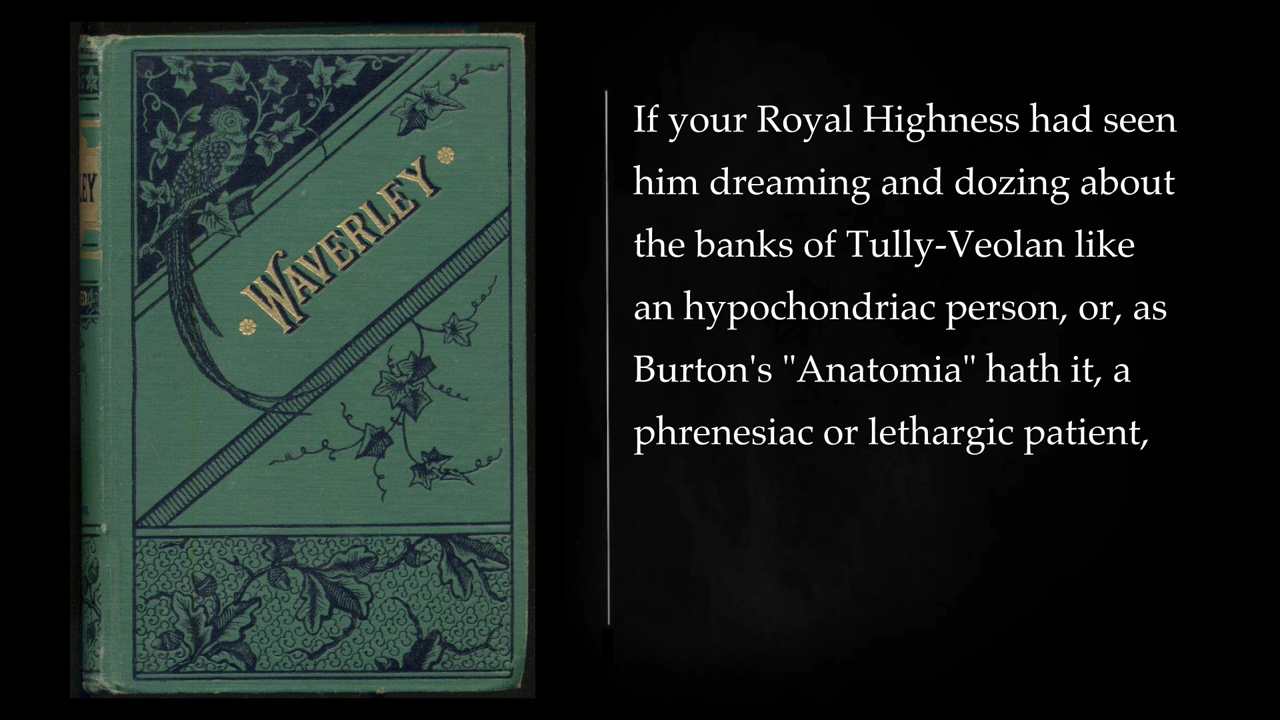 WAVERLEY
If your Royal Highness had seen
him dreaming and dozing about
the banks of Tully-Veolan like
an hypochondriac person, or, as
Burton's "Anatomia" hath it, a
phrenesiac or lethargic patient,